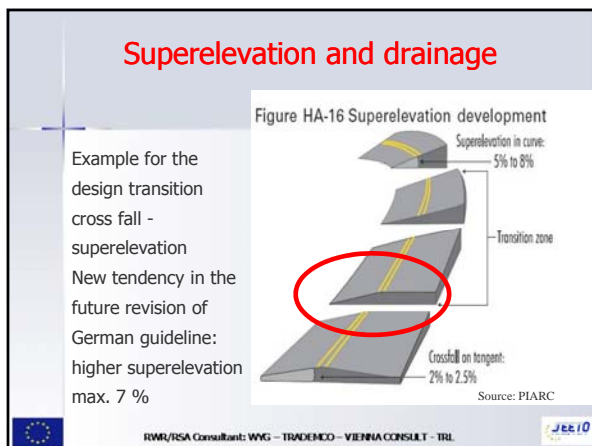 Superelevation and drainage
Example for the
design transition
cross fall -
superelevation
New tendency in the
future revision of
German guideline:
higher superelevation
max. 7 %
Figure HA-16 Superelevation development
Superelevation in curve:
5% to 8%
Transition zone
Crossfall on tangent:
2% to 2.5%
Source: PIARC
RWR/RSA Consultant: WYG – TRADEMCO – VIENNA CONSULT - TRL